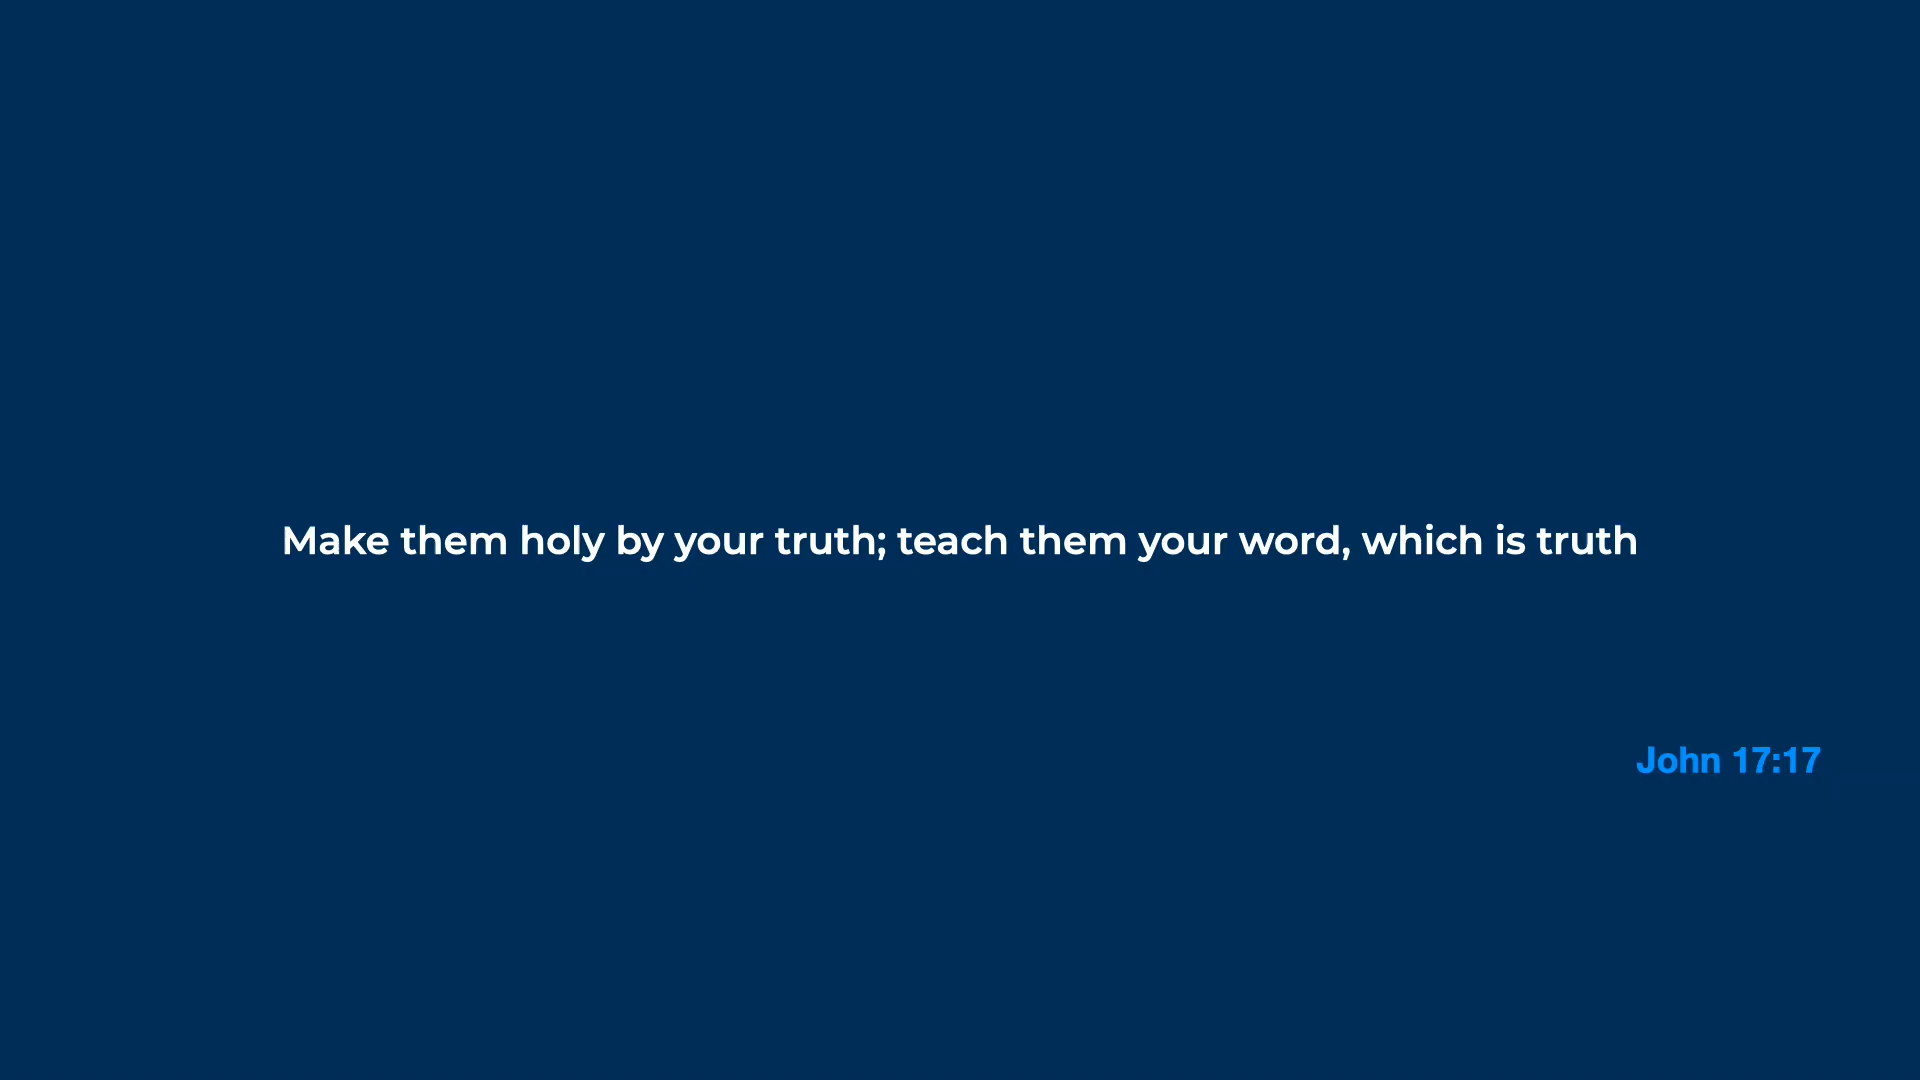 Make them holy by your truth; teach them your word, which is truth
John 17:17